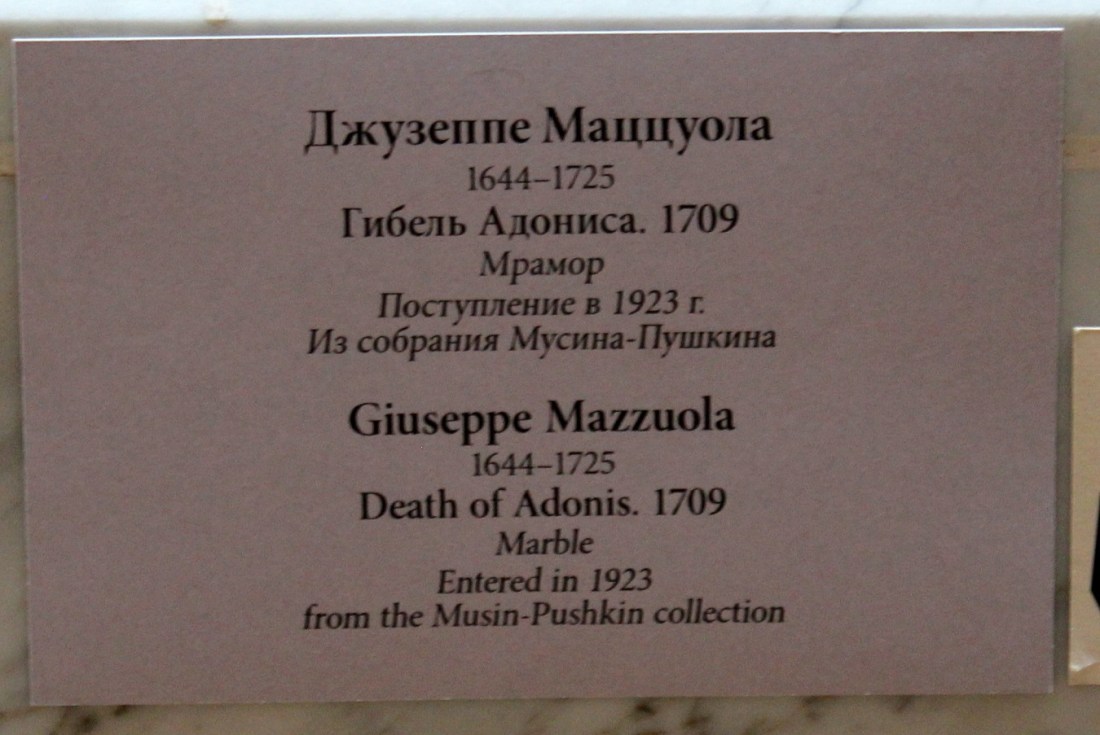 Джузеппе Маццуола
1644–1725
Гибель Адониса. 1709
Мрамор
Поступление в 1923 г.
Из собрания Мусина-Пушкина
Giuseppe Mazzuola
1644–1725
Death of Adonis. 1709
Marble
Entered in 1923
from the Musin-Pushkin collection